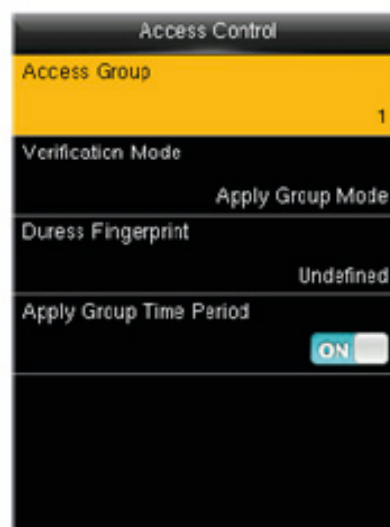 Access Control
Access Group
1
Verification Mode
Apply Group Mode
Duress Fingerprint
Undefined
Apply Group Time Period
ON